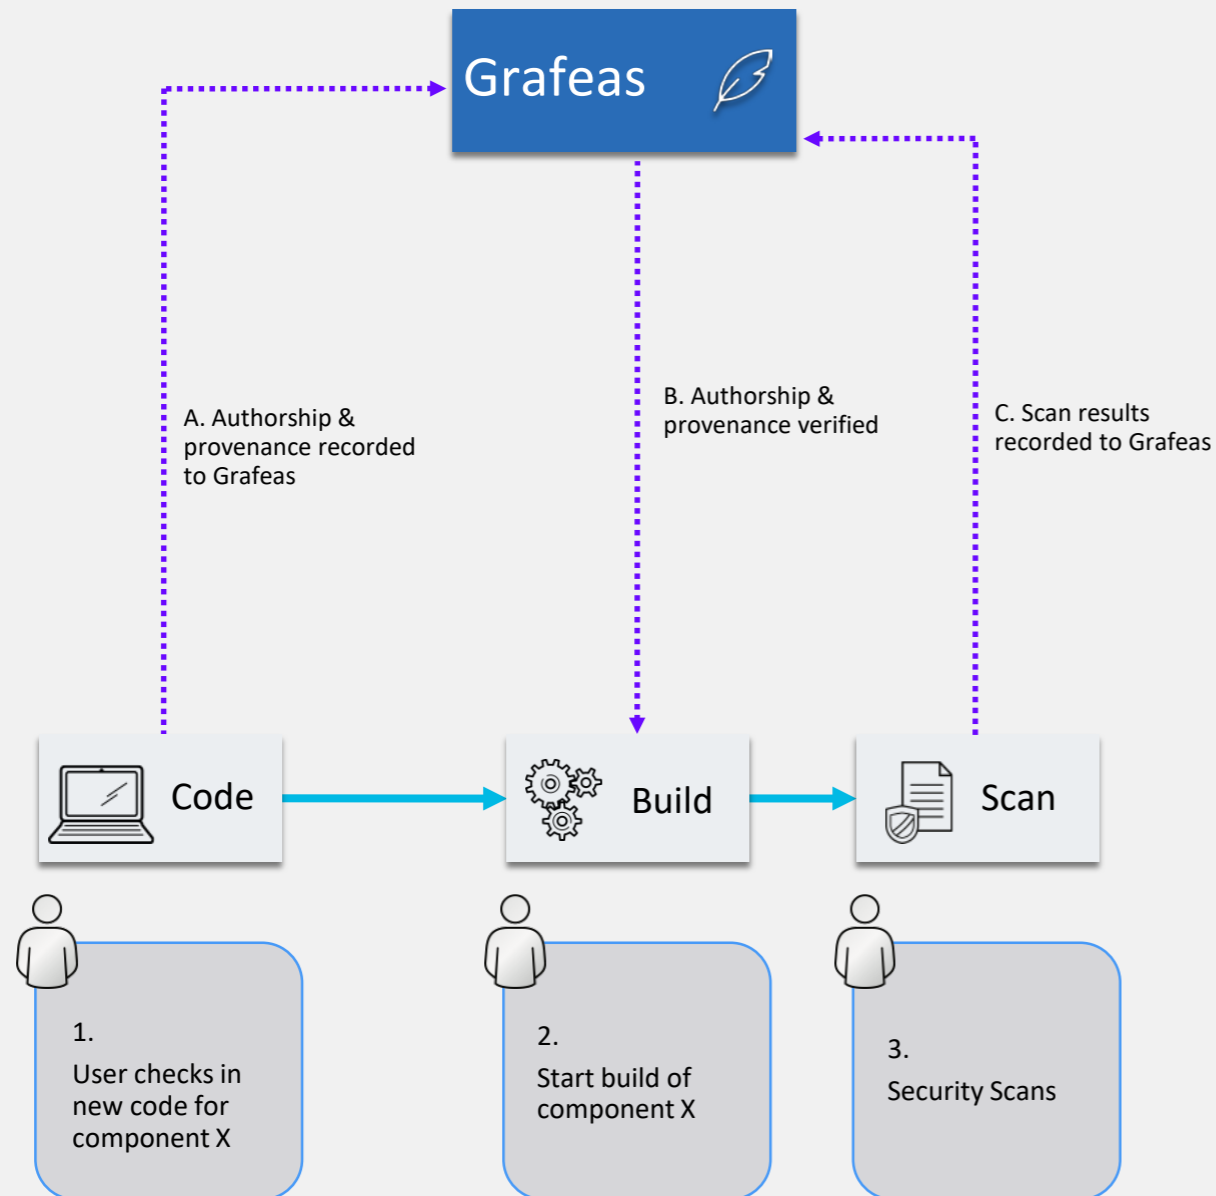 Grafeas
A. Authorship &
provenance recorded
to Grafeas
B. Authorship &
provenance verified
C. Scan results
recorded to Grafeas
Code
Build
Scan
1.
User checks in
new code for
component X
2.
Start build of
component X
3.
Security Scans